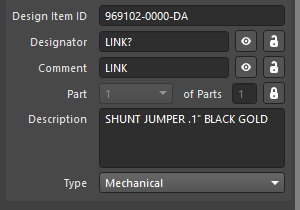 Design Item ID 969102-0000-DA
Designator LINK?
Comment LINK
Part 1 of Parts 1
Description SHUNT JUMPER .1" BLACK GOLD
Type Mechanical